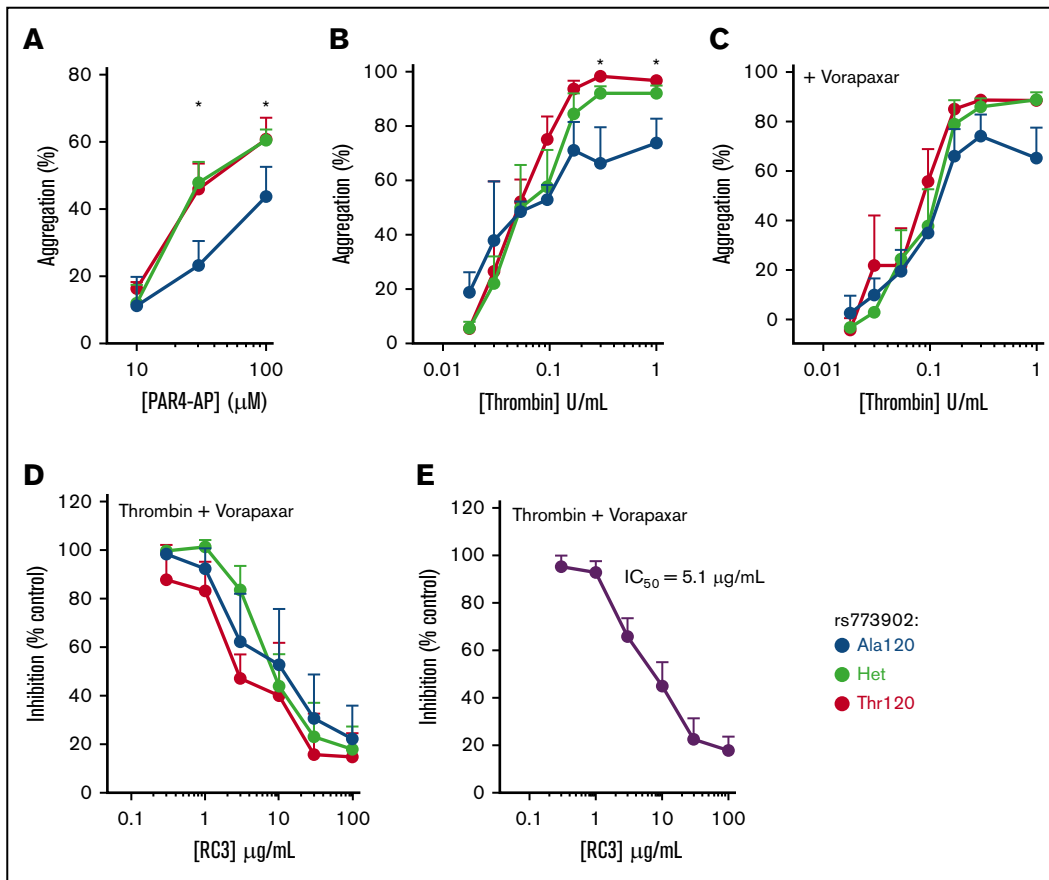 A
80
60
40
20
0
Aggregation (%)
*
*
10
100
[PAR4-AP] (μM)
B
100
80
60
40
20
0
Aggregation (%)
*
*
0.01
0.1
1
[Thrombin] U/mL
C
+ Vorapaxar
100
80
60
40
20
0
Aggregation (%)
0.01
0.1
1
[Thrombin] U/mL
D
Thrombin + Vorapaxar
120
100
80
60
40
20
0
Inhibition (% control)
0.1
1
10
100
[RC3] μg/mL
E
Thrombin + Vorapaxar
IC50 = 5.1 μg/mL
120
100
80
60
40
20
0
Inhibition (% control)
0.1
1
10
100
[RC3] μg/mL
rs773902:
Ala120
Het
Thr120